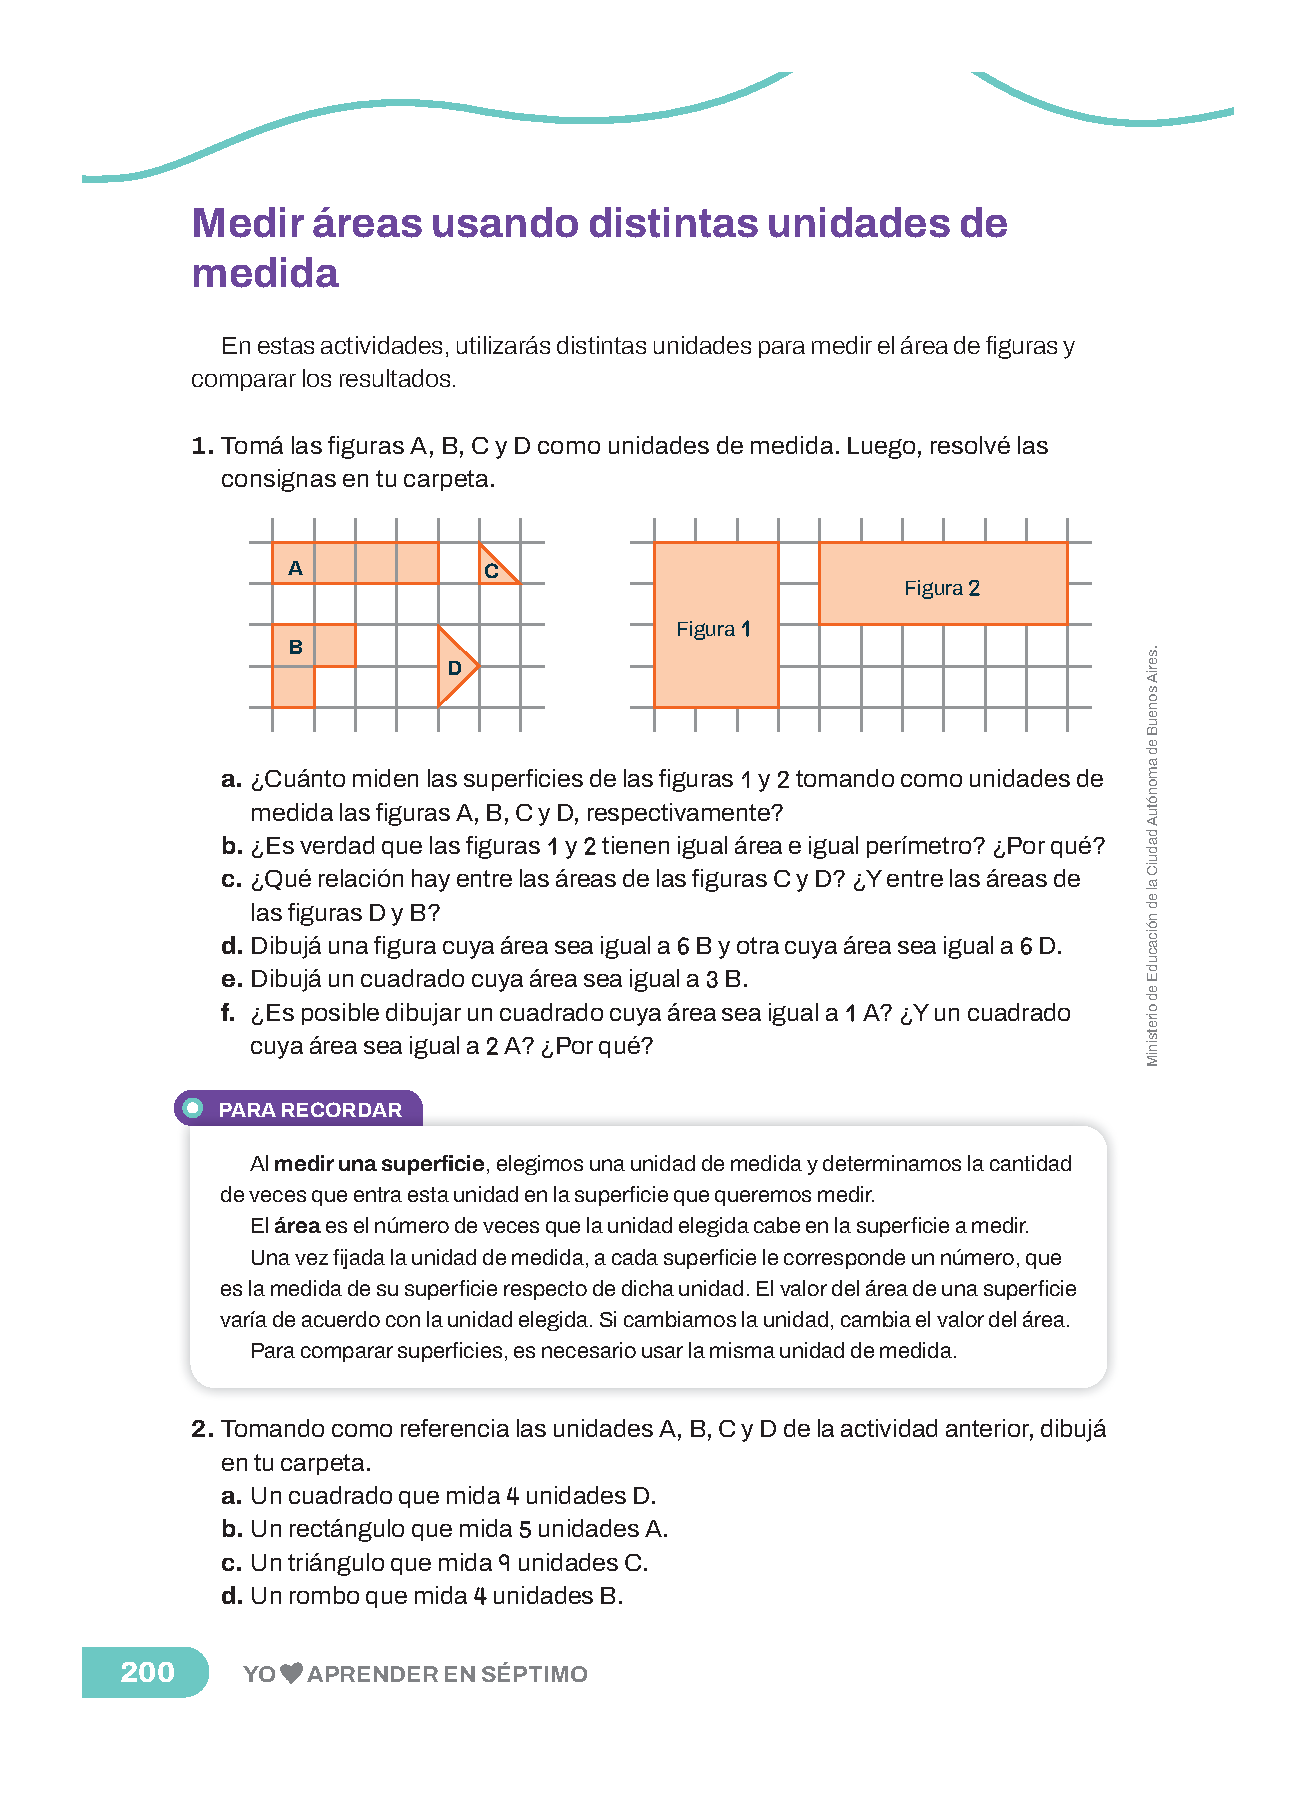 Medir áreas usando distintas unidades de
medida
En estas actividades, utilizarás distintas unidades para medir el área de figuras y
comparar los resultados.
1. Tomá las figuras A, B, C y D como unidades de medida. Luego, resolvé las
consignas en tu carpeta.
A
C
B
D
Figura 1
Figura 2
a. ¿Cuánto miden las superficies de las figuras 1 y 2 tomando como unidades de
medida las figuras A, B, C y D, respectivamente?
b. ¿Es verdad que las figuras 1 y 2 tienen igual área e igual perímetro? ¿Por qué?
c. ¿Qué relación hay entre las áreas de las figuras C y D? ¿Y entre las áreas de
las figuras D y B?
d. Dibujá una figura cuya área sea igual a 6 B y otra cuya área sea igual a 6 D.
e. Dibujá un cuadrado cuya área sea igual a 3 B.
f. ¿Es posible dibujar un cuadrado cuya área sea igual a 1 A? ¿Y un cuadrado
cuya área sea igual a 2 A? ¿Por qué?
PARA RECORDAR
Al medir una superficie, elegimos una unidad de medida y determinamos la cantidad
de veces que entra esta unidad en la superficie que queremos medir.
El área es el número de veces que la unidad elegida cabe en la superficie a medir.
Una vez fijada la unidad de medida, a cada superficie le corresponde un número, que
es la medida de su superficie respecto de dicha unidad. El valor del área de una superficie
varía de acuerdo con la unidad elegida. Si cambiamos la unidad, cambia el valor del área.
Para comparar superficies, es necesario usar la misma unidad de medida.
2. Tomando como referencia las unidades A, B, C y D de la actividad anterior, dibujá
en tu carpeta.
a. Un cuadrado que mida 4 unidades D.
b. Un rectángulo que mida 5 unidades A.
c. Un triángulo que mida 9 unidades C.
d. Un rombo que mida 4 unidades B.
Ministerio de Educación de la Ciudad Autónoma de Buenos Aires.
200
YO APRENDER EN SÉPTIMO